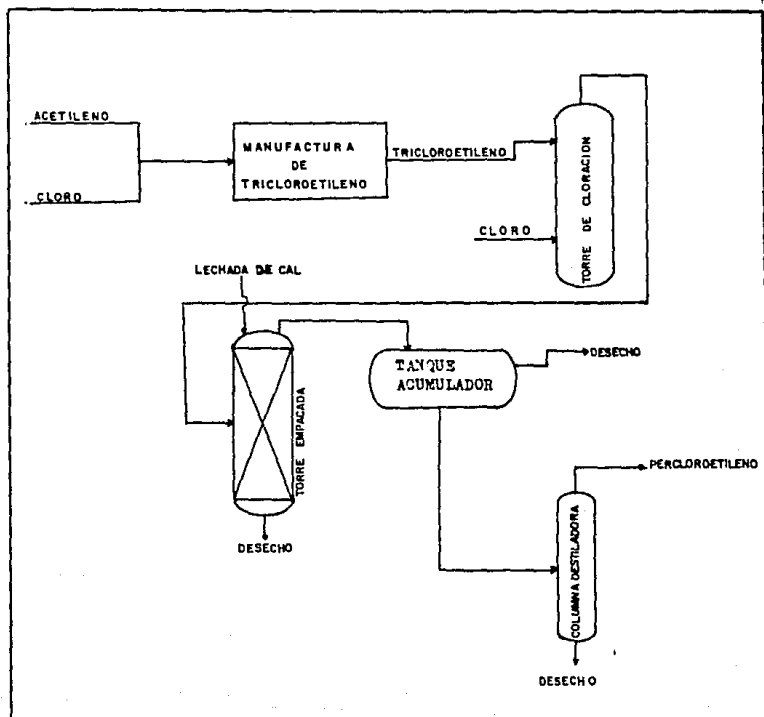 ACETILENO
CLORO
MANUFACTURA
DE
TRICLOROETILENO
TRICLOROETILENO
CLORO
TORRE DE CLORACION
LECHADA DE CAL
TORRE EMPACADA
DESECHO
TANQUE
ACUMULADOR
DESECHO
PERCLOROETILENO
COLUMNA DESTILADORA
DESECHO